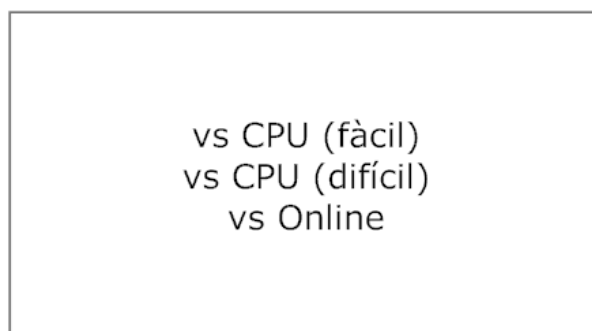 vs CPU (fàcil)
vs CPU (difícil)
vs Online